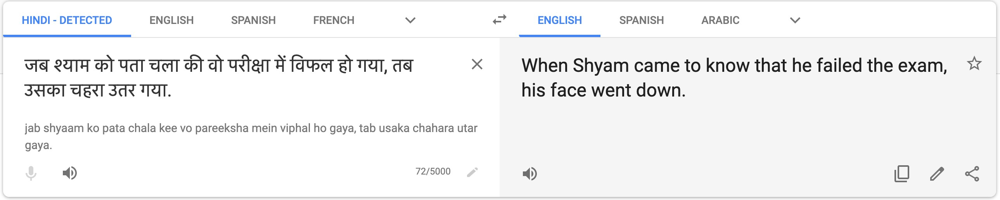 HINDI - DETECTED ENGLISH SPANISH FRENCH ENGLISH SPANISH ARABIC
जब श्याम को पता चला की वो परीक्षा में विफल हो गया, तब
उसका चहरा उतर गया.
jab shyaam ko pata chala kee vo pareeksha mein viphal ho gaya, tab usaka chahara utar
gaya.
72/5000
When Shyam came to know that he failed the exam,
his face went down.